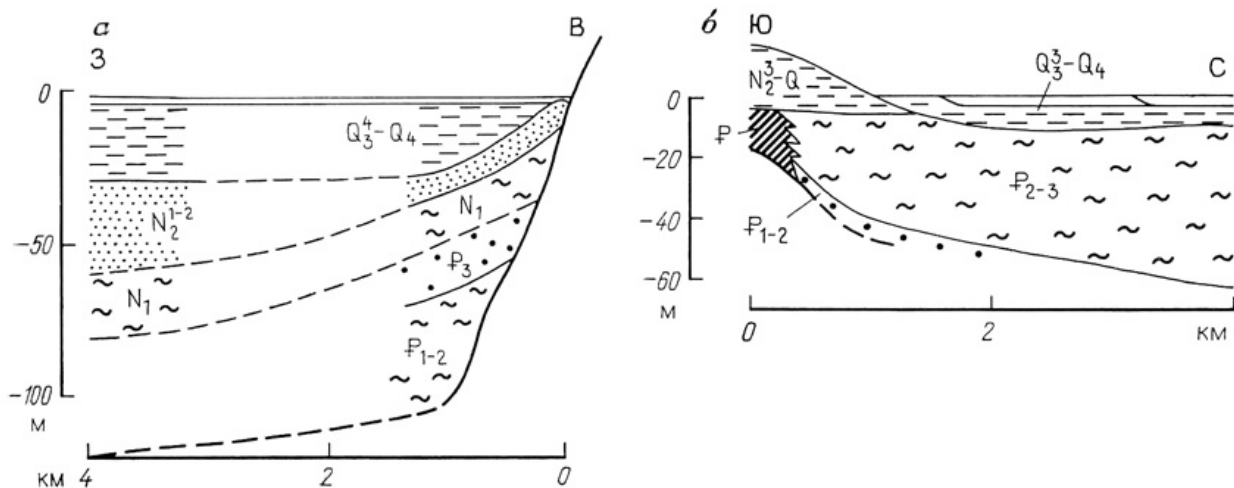 а
З
В
0
Q₃⁴-Q₄
N₂¹⁻²
N₁
-50
N₁
₽₃
₽₁₋₂
-100
м
км 4 2 0
б
Ю
С
N₂³-Q
Q₃³-Q₄
0
₽
-20
₽₂₋₃
₽₁₋₂
-40
-60
м
0 2 км